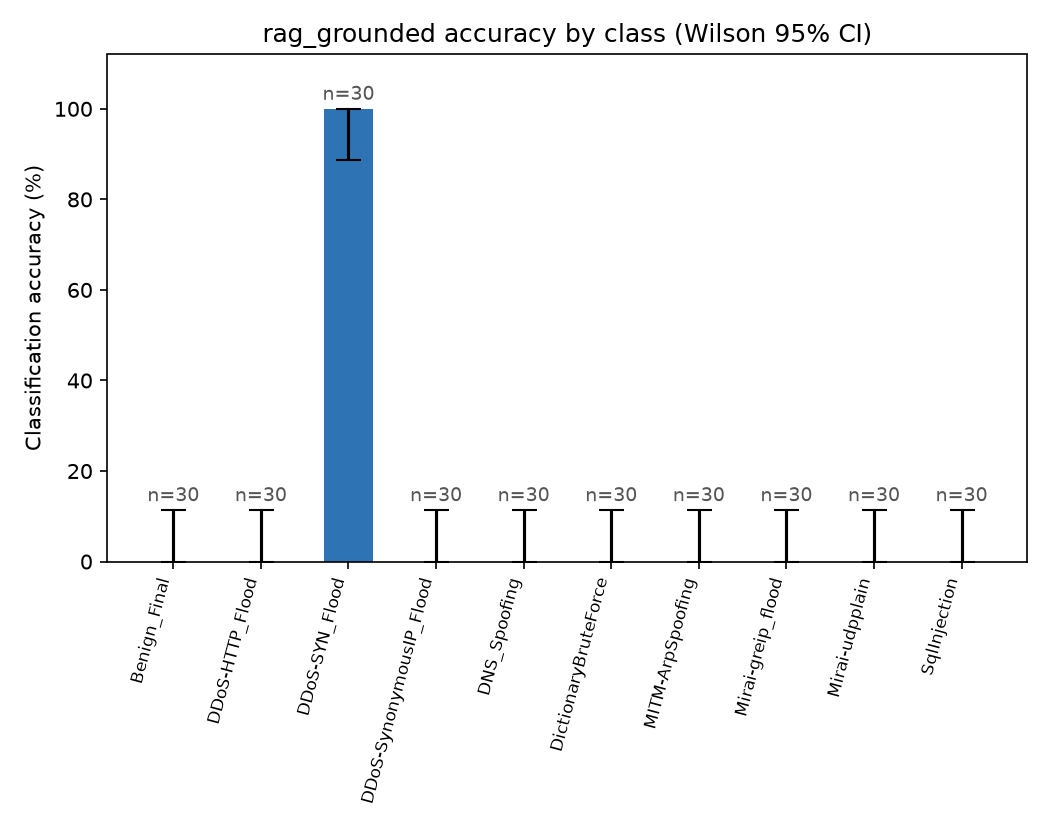 rag_grounded accuracy by class (Wilson 95% CI)
Classification accuracy (%)
100
80
60
40
20
0
n=30
n=30
n=30
n=30
n=30
n=30
n=30
n=30
n=30
n=30
Benign_Final
DDoS-HTTP_Flood
DDoS-SYN_Flood
DDoS-SynonymousIP_Flood
DNS_Spoofing
DictionaryBruteForce
MITM-ArpSpoofing
Mirai-greip_flood
Mirai-udpplain
SqlInjection